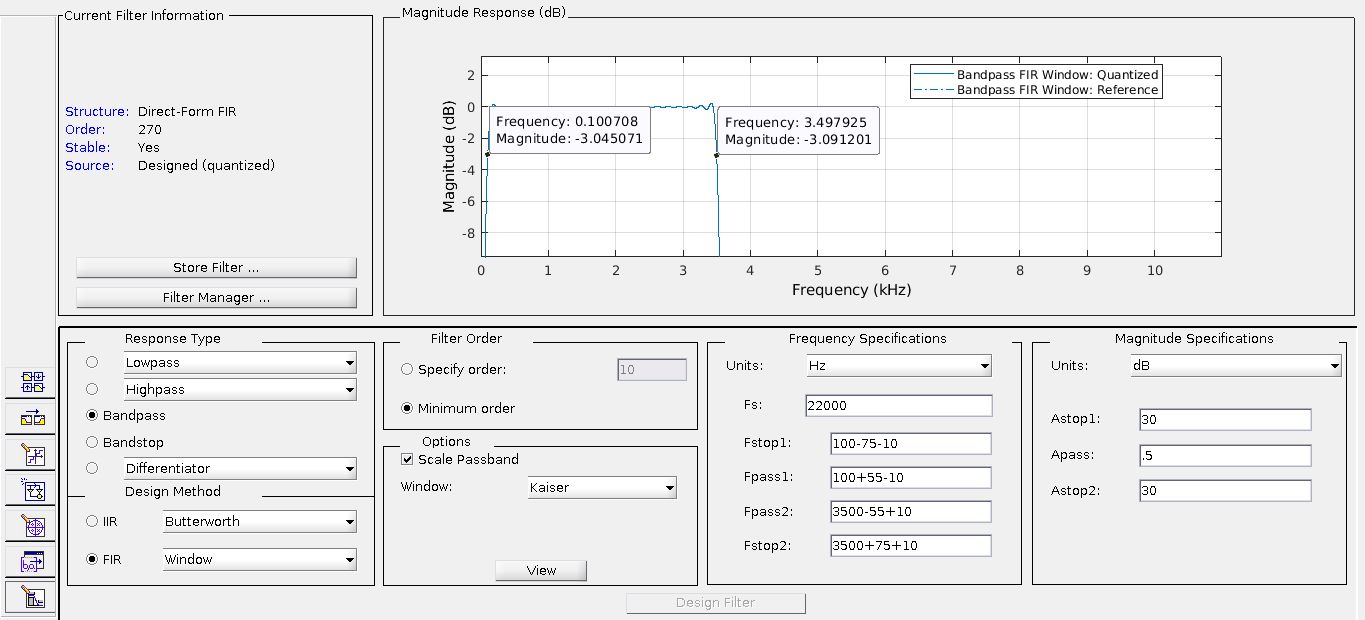 Current Filter Information
Structure: Direct-Form FIR
Order: 270
Stable: Yes
Source: Designed (quantized)
Store Filter ...
Filter Manager ...
Magnitude Response (dB)
Bandpass FIR Window: Quantized
Bandpass FIR Window: Reference
Frequency: 0.100708
Magnitude: -3.045071
Frequency: 3.497925
Magnitude: -3.091201
Magnitude (dB)
2
0
-2
-4
-6
-8
0 1 2 3 4 5 6 7 8 9 10
Frequency (kHz)
Response Type
Lowpass
Highpass
Bandpass
Bandstop
Differentiator
Design Method
IIR Butterworth
FIR Window
Filter Order
Specify order: 10
Minimum order
Options
Scale Passband
Window: Kaiser
View
Frequency Specifications
Units: Hz
Fs: 22000
Fstop1: 100-75-10
Fpass1: 100+55-10
Fpass2: 3500-55+10
Fstop2: 3500+75+10
Magnitude Specifications
Units: dB
Astop1: 30
Apass: .5
Astop2: 30
Design Filter